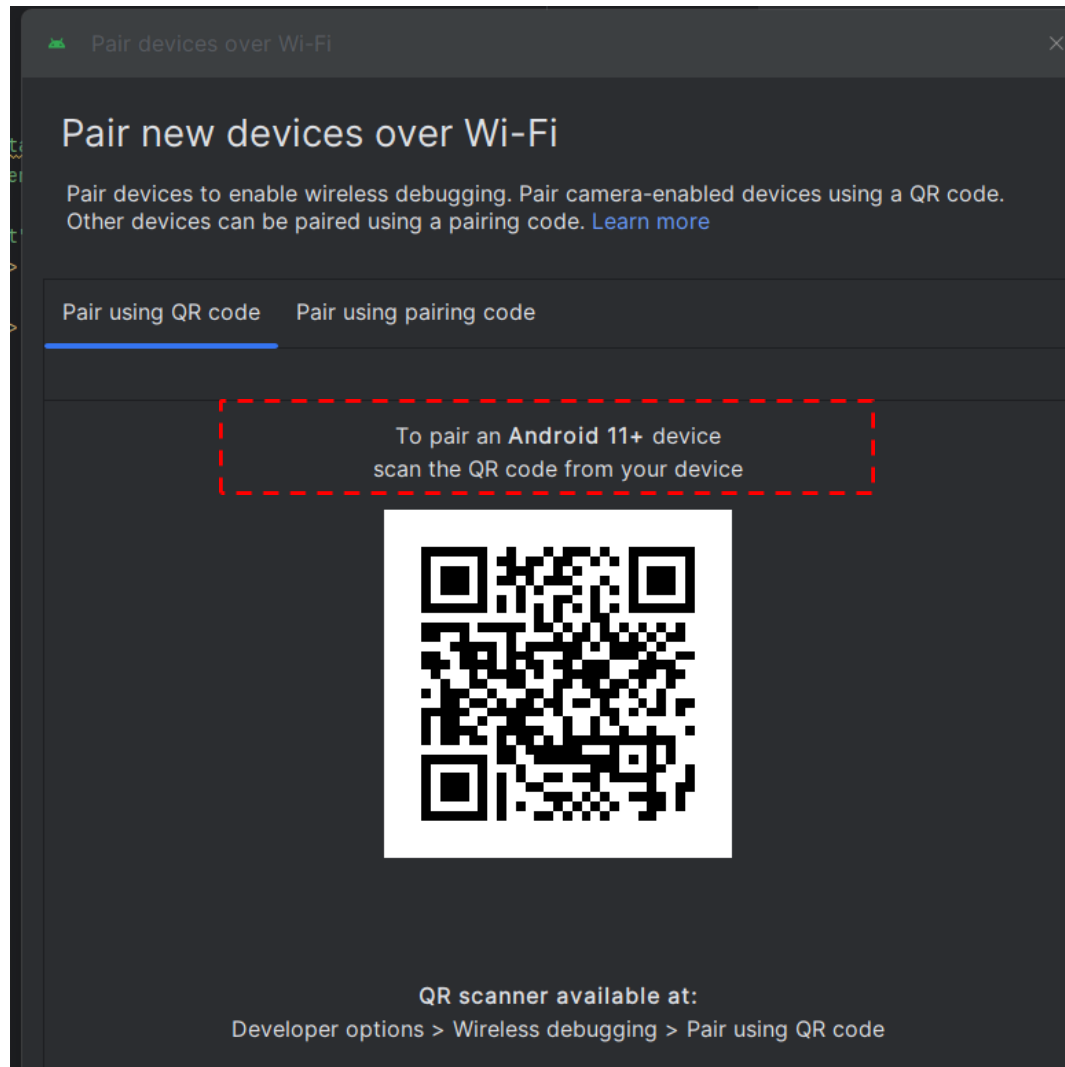 Pair devices over Wi-Fi
Pair new devices over Wi-Fi
Pair devices to enable wireless debugging. Pair camera-enabled devices using a QR code.
Other devices can be paired using a pairing code. Learn more
Pair using QR code Pair using pairing code
To pair an Android 11+ device
scan the QR code from your device
QR scanner available at:
Developer options > Wireless debugging > Pair using QR code